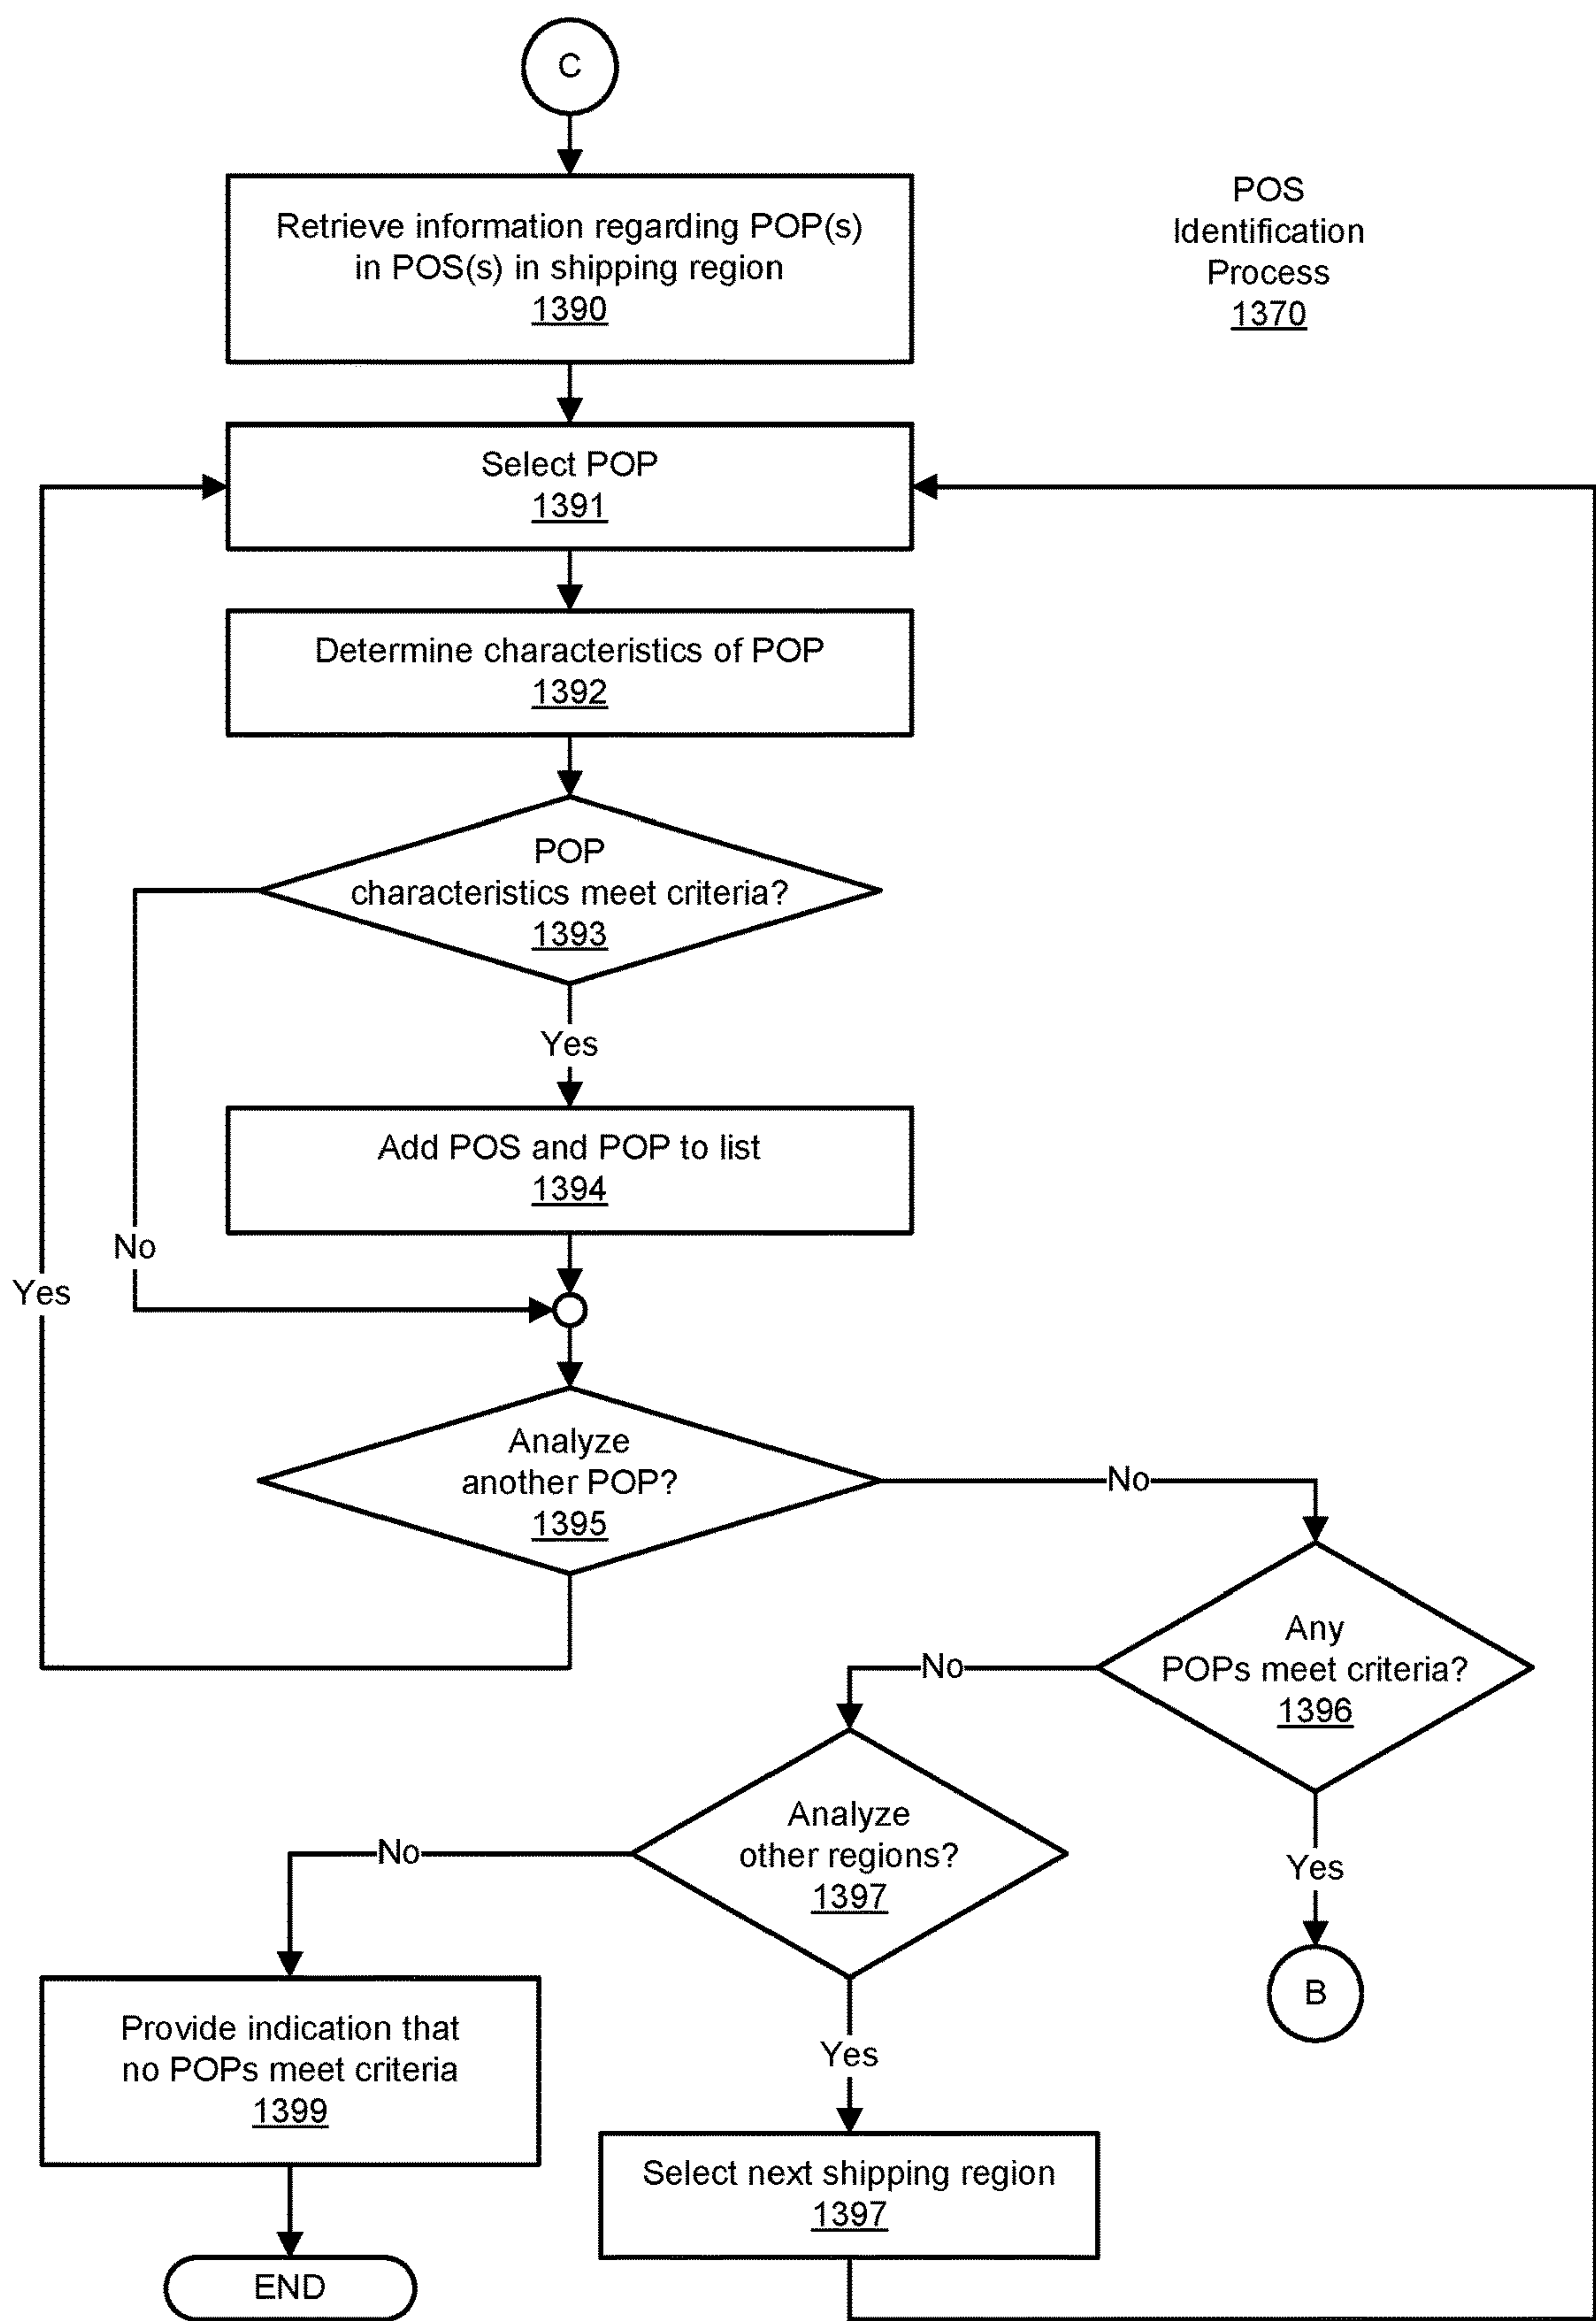 C
Retrieve information regarding POP(s)
in POS(s) in shipping region
1390
POS
Identification
Process
1370
Select POP
1391
Determine characteristics of POP
1392
POP
characteristics meet criteria?
1393
Yes
Add POS and POP to list
1394
No
Yes
Analyze
another POP?
1395
No
Any
POPs meet criteria?
1396
No
Yes
B
Analyze
other regions?
1397
No
Yes
Provide indication that
no POPs meet criteria
1399
Select next shipping region
1397
END